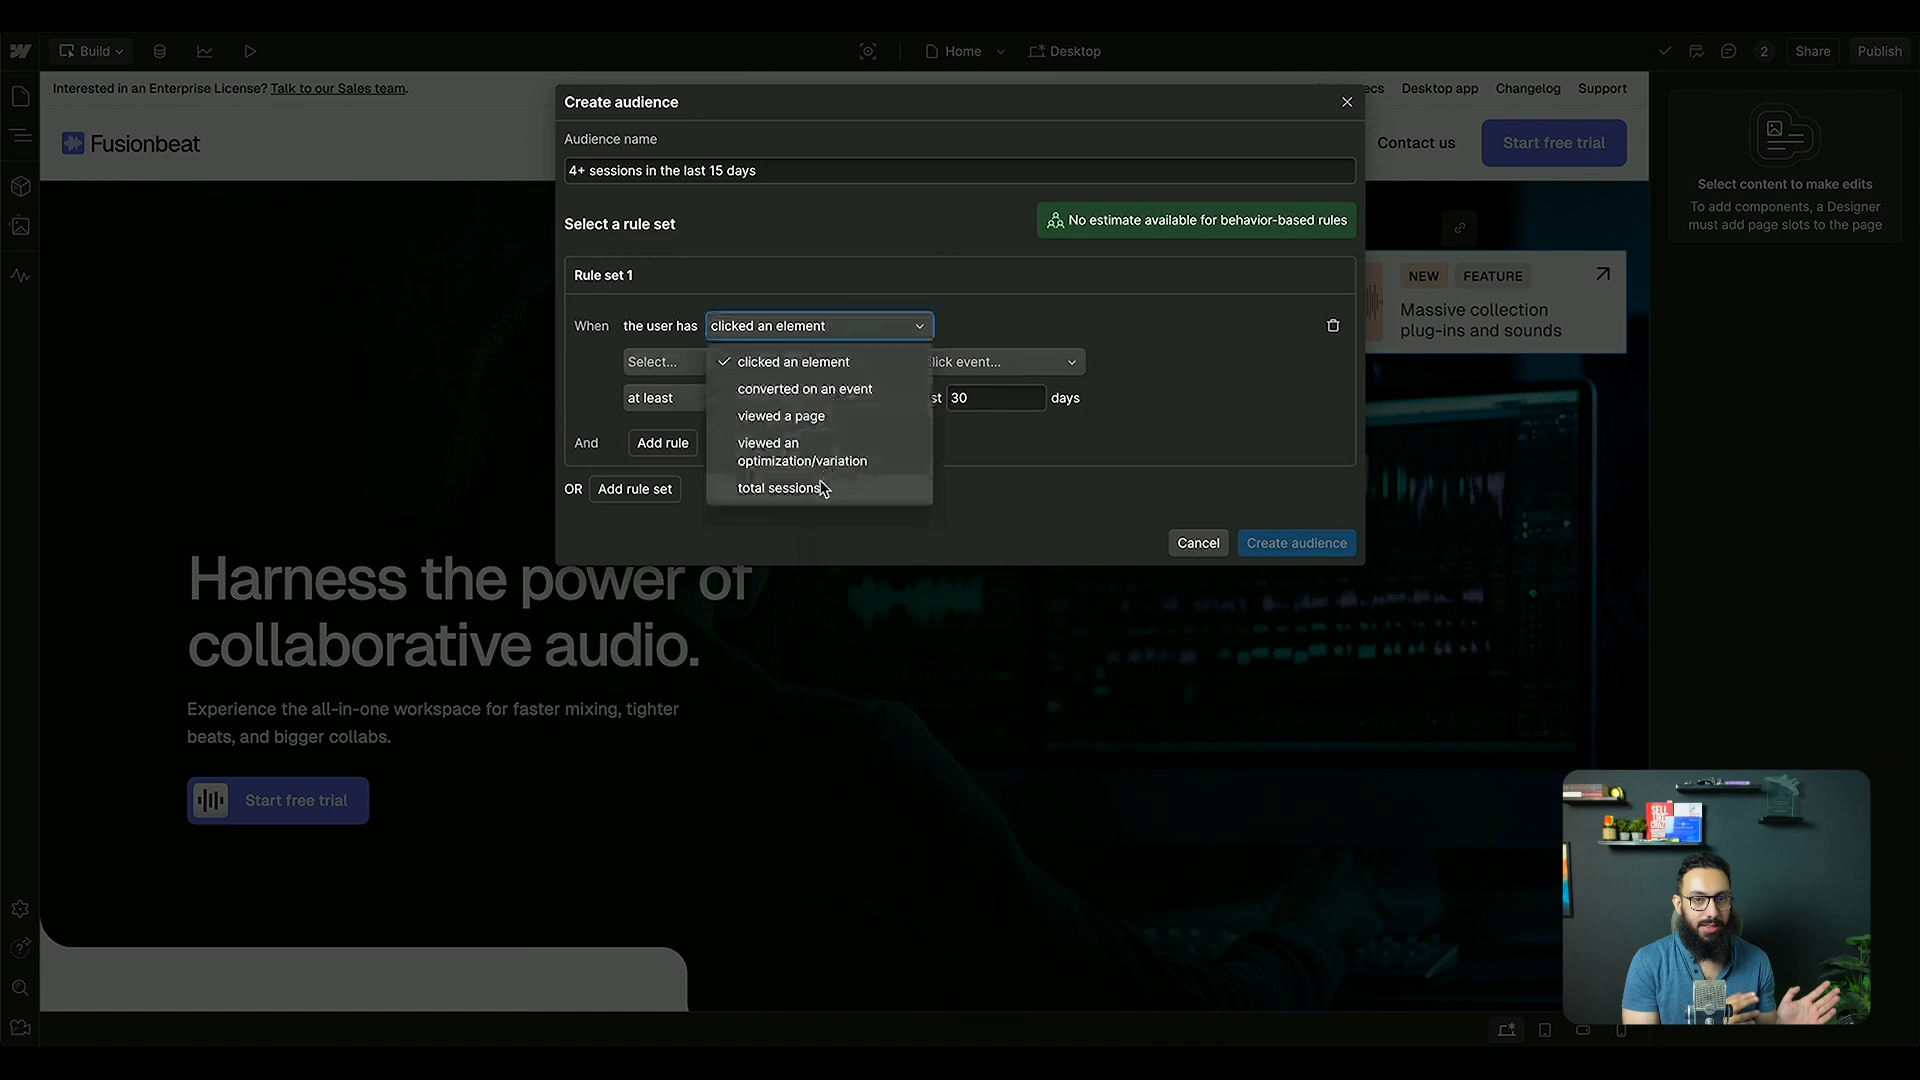 Build
Home
Desktop
2
Share
Publish
Interested in an Enterprise License? Talk to our Sales team.
Desktop app
Changelog
Support
Fusionbeat
Contact us
Start free trial
Create audience
Audience name
4+ sessions in the last 15 days
Select a rule set
No estimate available for behavior-based rules
Rule set 1
When the user has clicked an element
Select...
lick event...
at least
st 30 days
clicked an element
converted on an event
viewed a page
viewed an
optimization/variation
total sessions
And Add rule
OR Add rule set
Cancel
Create audience
Select content to make edits
To add components, a Designer
must add page slots to the page
NEW
FEATURE
Massive collection
plug-ins and sounds
Harness the power of
collaborative audio.
Experience the all-in-one workspace for faster mixing, tighter
beats, and bigger collabs.
Start free trial
SELL
LIKE
CRAZY